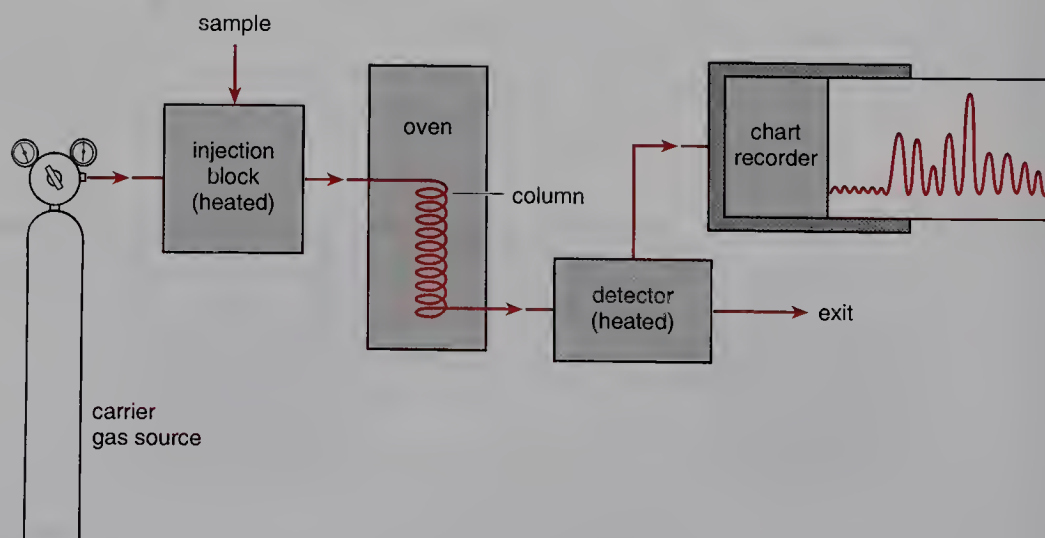 sample
injection
block
(heated)
oven
column
chart
recorder
detector
(heated)
exit
carrier
gas source